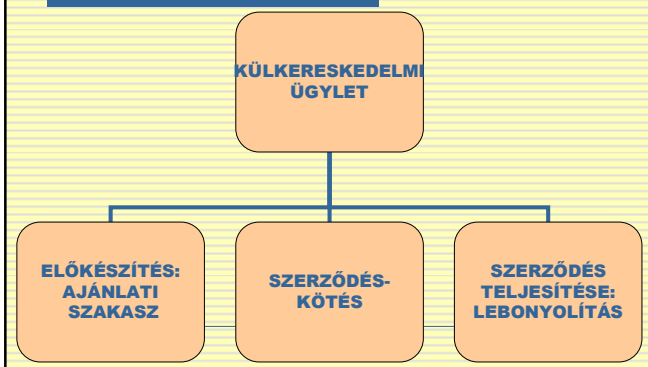 KÜLKERESKEDELMI
ÜGYLET
ELŐKÉSZÍTÉS:
AJÁNLATI
SZAKASZ
SZERZŐDÉS-
KÖTÉS
SZERZŐDÉS
TELJESÍTÉSE:
LEBONYOLÍTÁS